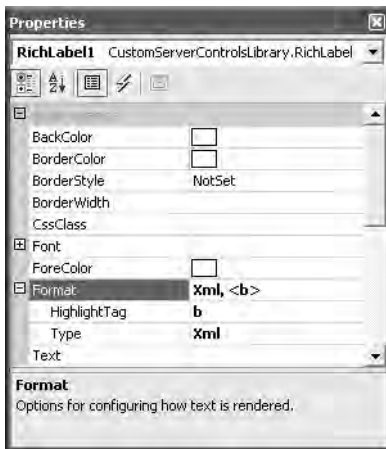 Properties
RichLabel1 CustomServerControlsLibrary.RichLabel
BackColor
BorderColor
BorderStyle NotSet
BorderWidth
CssClass
Font
ForeColor
Format Xml, <b>
HighlightTag b
Type Xml
Text
Format
Options for configuring how text is rendered.